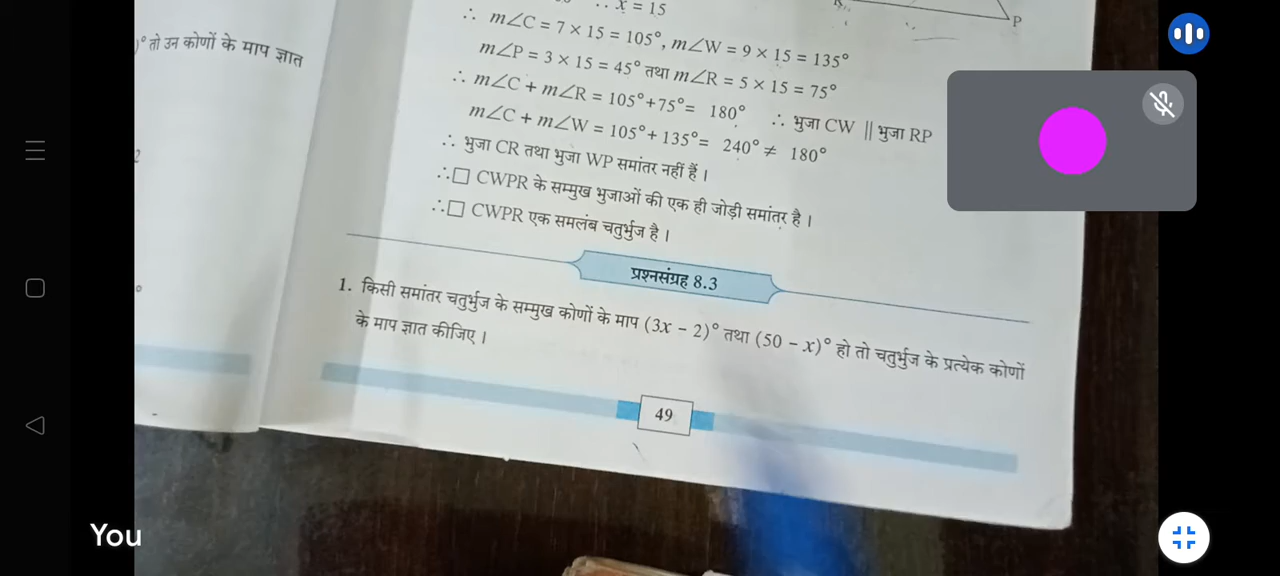 ∴ x = 15
)° तो उन कोणों के माप ज्ञात
∴ m∠C = 7 × 15 = 105°, m∠W = 9 × 15 = 135°
m∠P = 3 × 15 = 45° तथा m∠R = 5 × 15 = 75°
∴ m∠C + m∠R = 105°+75°= 180° ∴ भुजा CW || भुजा RP
m∠C + m∠W = 105°+ 135°= 240° ≠ 180°
∴ भुजा CR तथा भुजा WP समांतर नहीं हैं ।
∴□ CWPR के सम्मुख भुजाओं की एक ही जोड़ी समांतर है ।
∴□ CWPR एक समलंब चतुर्भुज है ।
P
प्रश्नसंग्रह 8.3
1. किसी समांतर चतुर्भुज के सम्मुख कोणों के माप (3x − 2)° तथा (50 − x)° हो तो चतुर्भुज के प्रत्येक कोणों
के माप ज्ञात कीजिए ।
49
You